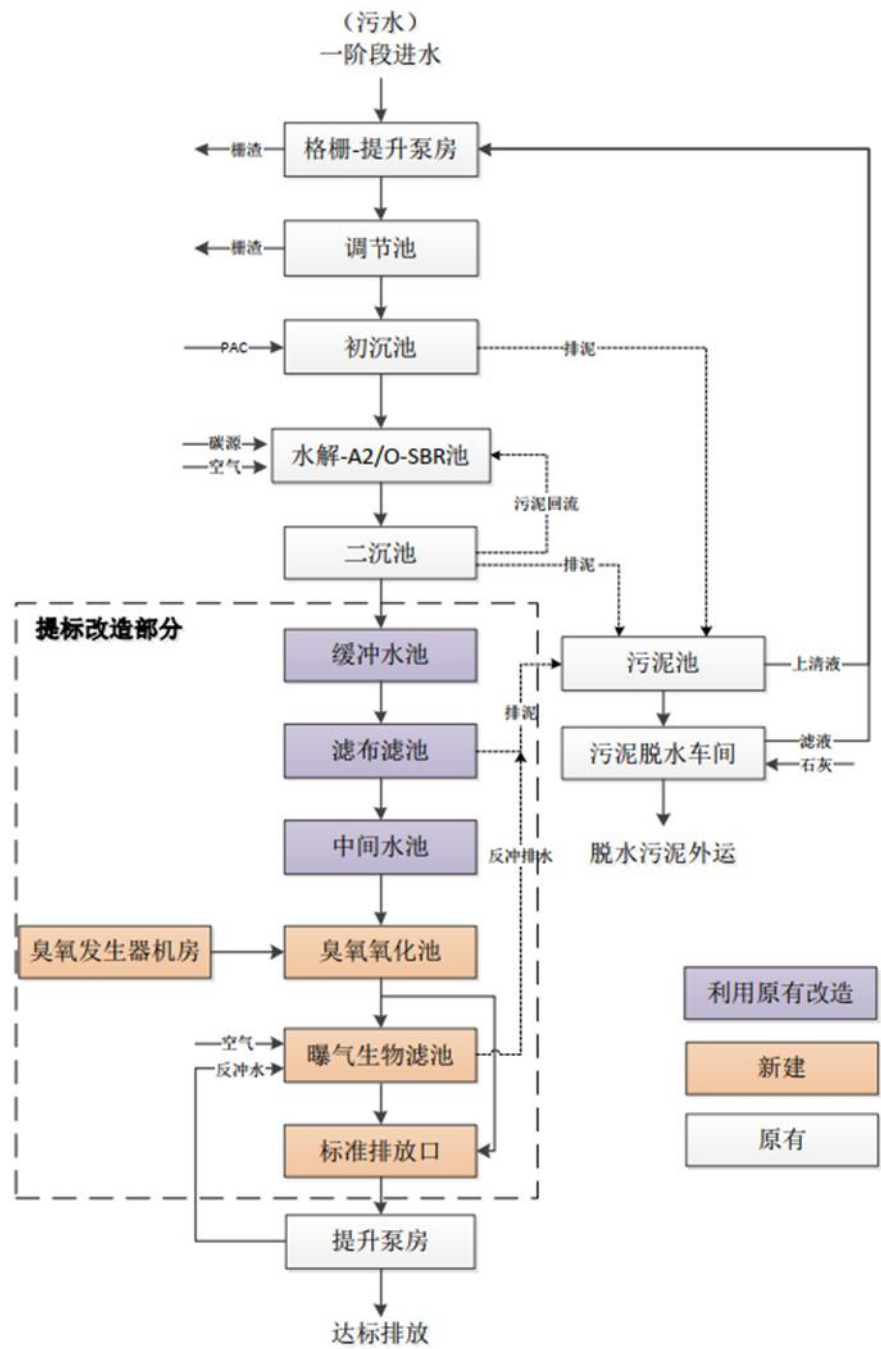 （污水）
一阶段进水
栅渣
格栅-提升泵房
栅渣
调节池
PAC
初沉池
排泥
碳源
空气
水解-A2/O-SBR池
污泥回流
二沉池
排泥
提标改造部分
缓冲水池
污泥池
上清液
排泥
滤布滤池
污泥脱水车间
滤液
石灰
中间水池
反冲排水
脱水污泥外运
臭氧发生器机房
臭氧氧化池
利用原有改造
空气
反冲水
曝气生物滤池
新建
标准排放口
原有
提升泵房
达标排放